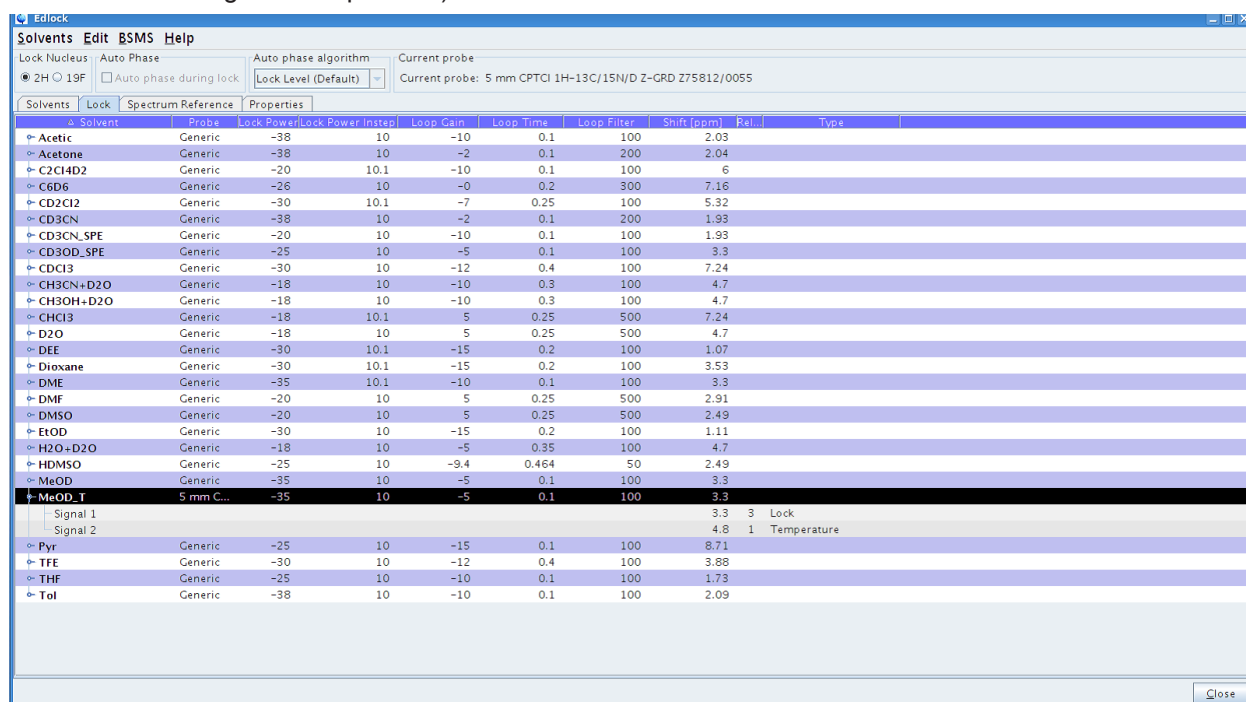 Edlock
Solvents Edit BSMS Help
Lock Nucleus Auto Phase Auto phase algorithm Current probe
2H 19F Auto phase during lock Lock Level (Default) Current probe: 5 mm CPTCI 1H-13C/15N/D Z-GRD Z75812/0055
Solvents Lock Spectrum Reference Properties
Solvent Probe Lock Power Lock Power Instep Loop Gain Loop Time Loop Filter Shift [ppm] Rel... Type
Acetic Generic -38 10 -10 0.1 100 2.03
Acetone Generic -38 10 -2 0.1 200 2.04
C2Cl4D2 Generic -20 10.1 -10 0.1 100 6
C6D6 Generic -26 10 -0 0.2 300 7.16
CD2Cl2 Generic -30 10.1 -7 0.25 100 5.32
CD3CN Generic -38 10 -2 0.1 200 1.93
CD3CN_SPE Generic -20 10 -10 0.1 100 1.93
CD3OD_SPE Generic -25 10 -5 0.1 100 3.3
CDCl3 Generic -30 10 -12 0.4 100 7.24
CH3CN+D2O Generic -18 10 -10 0.3 100 4.7
CH3OH+D2O Generic -18 10 -10 0.3 100 4.7
CHCl3 Generic -18 10.1 5 0.25 500 7.24
D2O Generic -18 10 5 0.25 500 4.7
DEE Generic -30 10.1 -15 0.2 100 1.07
Dioxane Generic -30 10.1 -15 0.2 100 3.53
DME Generic -35 10.1 -10 0.1 100 3.3
DMF Generic -20 10 5 0.25 500 2.91
DMSO Generic -20 10 5 0.25 500 2.49
EtOD Generic -30 10 -15 0.2 100 1.11
H2O+D2O Generic -18 10 -5 0.35 100 4.7
HDMSO Generic -25 10 -9.4 0.464 50 2.49
MeOD Generic -35 10 -5 0.1 100 3.3
MeOD_T 5 mm C... -35 10 -5 0.1 100 3.3
Signal 1 3.3 3 Lock
Signal 2 4.8 1 Temperature
Pyr Generic -25 10 -15 0.1 100 8.71
TFE Generic -30 10 -12 0.4 100 3.88
THF Generic -25 10 -10 0.1 100 1.73
Tol Generic -38 10 -10 0.1 100 2.09
Close